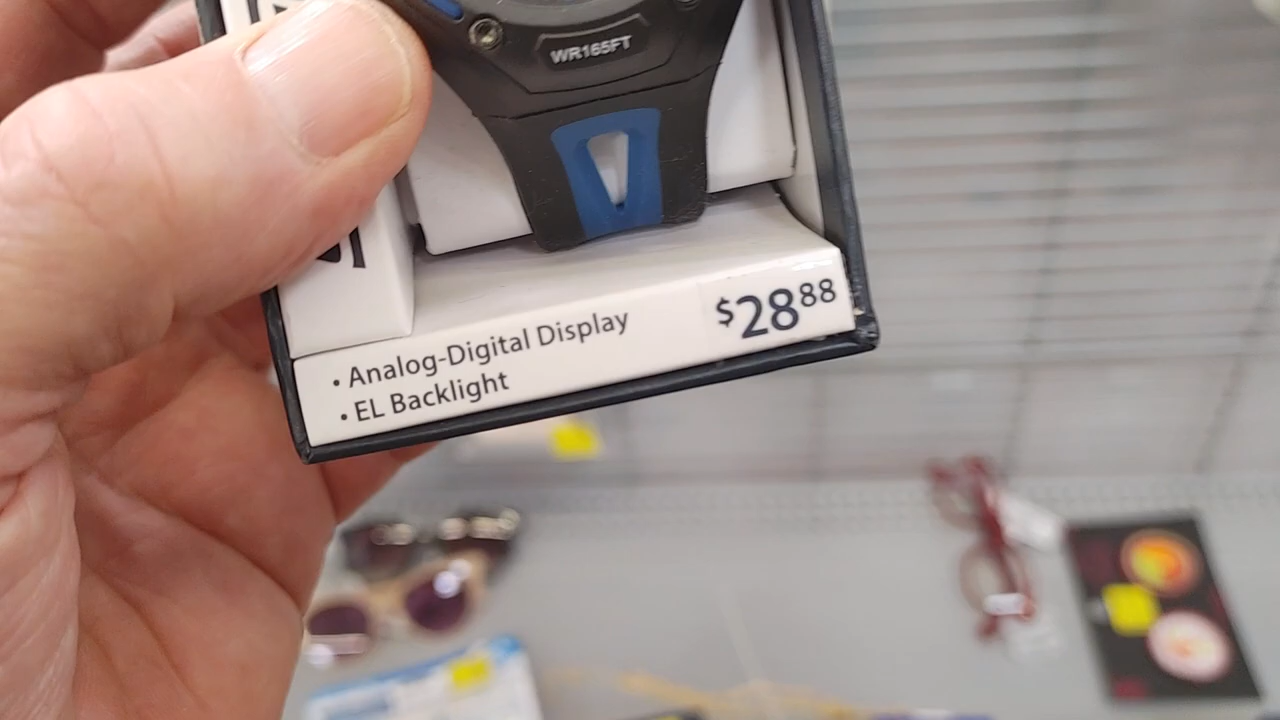 WR165FT
$28.88
• Analog-Digital Display
• EL Backlight